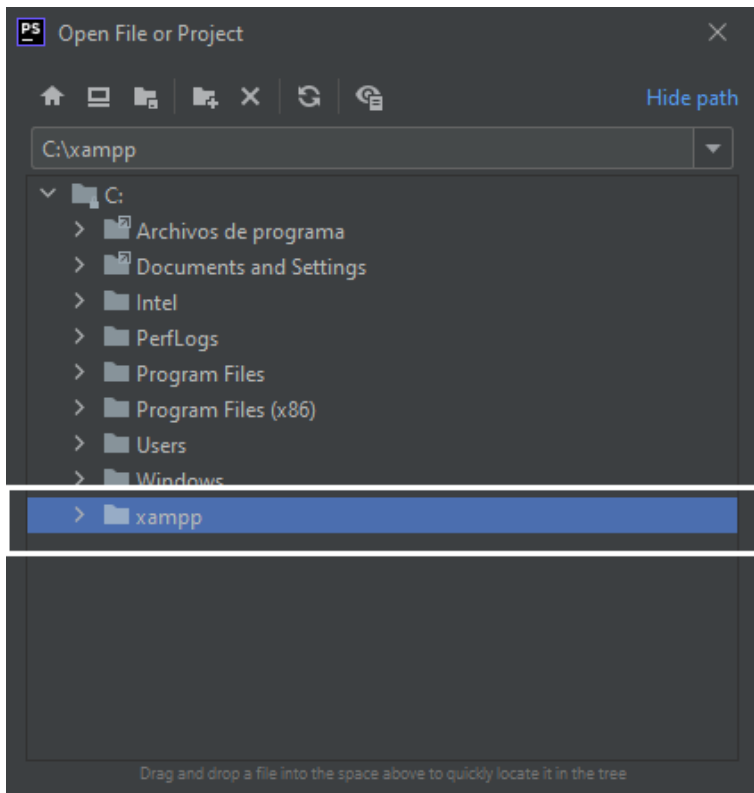 PS Open File or Project
Hide path
C:\xampp
C:
Archivos de programa
Documents and Settings
Intel
PerfLogs
Program Files
Program Files (x86)
Users
Windows
xampp
Drag and drop a file into the space above to quickly locate it in the tree